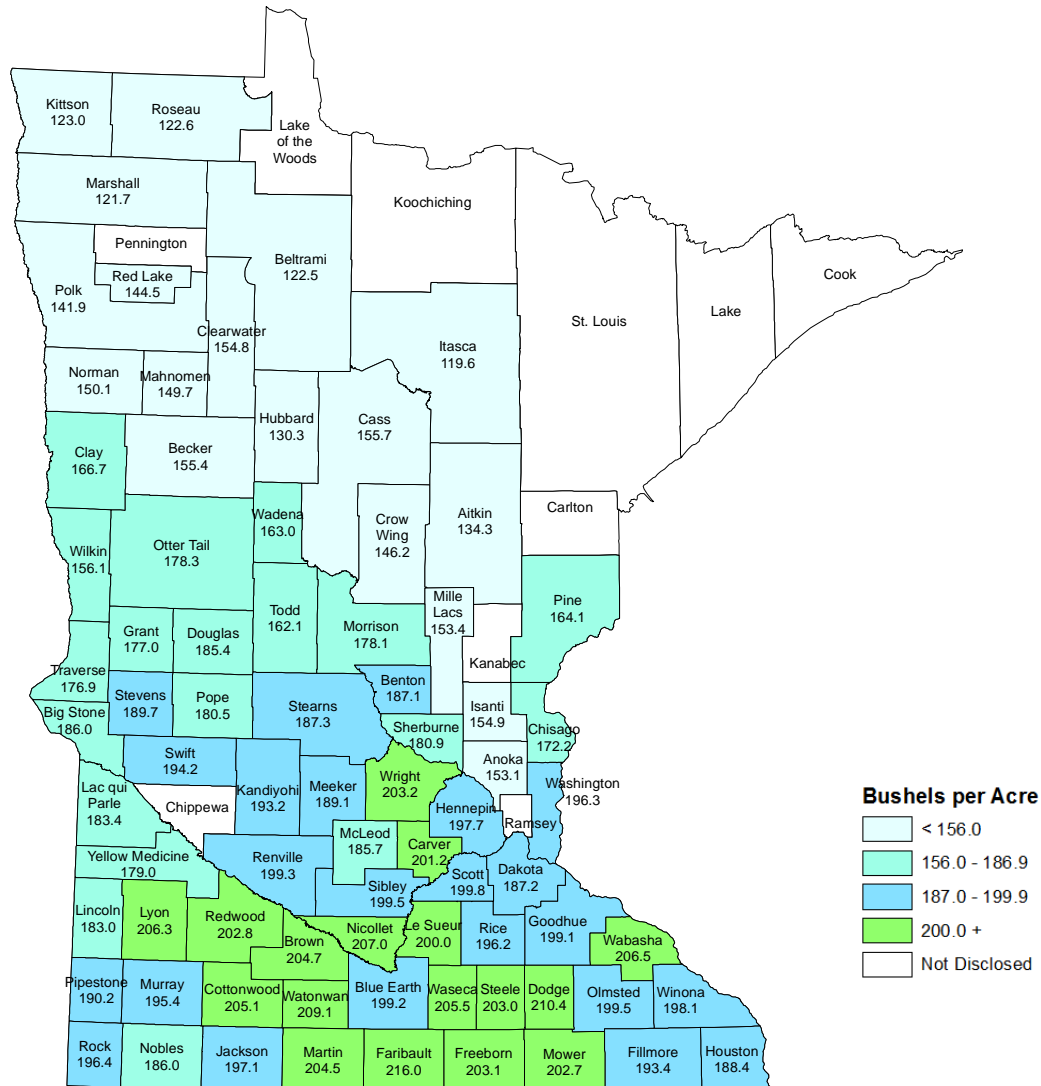 Kittson
123.0
Roseau
122.6
Lake
of the
Woods
Marshall
121.7
Koochiching
Pennington
Beltrami
122.5
Red Lake
144.5
Polk
141.9
Cook
Lake
St. Louis
Clearwater
154.8
Itasca
119.6
Norman
150.1
Mahnomen
149.7
Hubbard
130.3
Cass
155.7
Clay
166.7
Becker
155.4
Wadena
163.0
Crow
Wing
146.2
Aitkin
134.3
Carlton
Otter Tail
178.3
Wilkin
156.1
Mille
Lacs
153.4
Pine
164.1
Todd
162.1
Morrison
178.1
Grant
177.0
Douglas
185.4
Kanabec
Traverse
176.9
Stevens
189.7
Pope
180.5
Benton
187.1
Stearns
187.3
Isanti
154.9
Big Stone
186.0
Sherburne
180.9
Chisago
172.2
Swift
194.2
Anoka
153.1
Wright
203.2
Washington
196.3
Lac qui
Parle
183.4
Kandiyohi
193.2
Meeker
189.1
Chippewa
Hennepin
197.7
Ramsey
McLeod
185.7
Carver
201.2
Yellow Medicine
179.0
Renville
199.3
Scott
199.8
Dakota
187.2
Sibley
199.5
Lincoln
183.0
Lyon
206.3
Redwood
202.8
Nicollet
207.0
Le Sueur
200.0
Rice
196.2
Goodhue
199.1
Brown
204.7
Wabasha
206.5
Pipestone
190.2
Murray
195.4
Cottonwood
205.1
Watonwan
209.1
Blue Earth
199.2
Waseca
205.5
Steele
203.0
Dodge
210.4
Olmsted
199.5
Winona
198.1
Rock
196.4
Nobles
186.0
Jackson
197.1
Martin
204.5
Faribault
216.0
Freeborn
203.1
Mower
202.7
Fillmore
193.4
Houston
188.4
Bushels per Acre
< 156.0
156.0 - 186.9
187.0 - 199.9
200.0 +
Not Disclosed